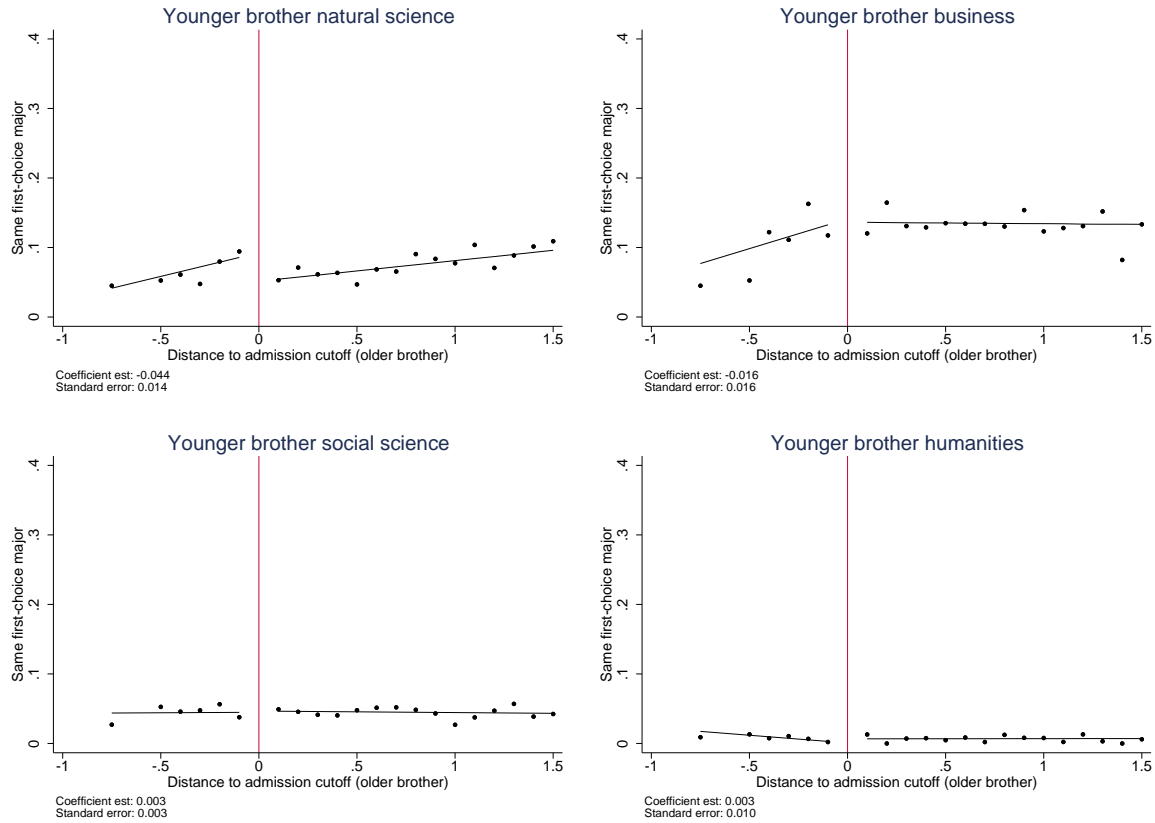 Younger brother natural science
Same first-choice major
.4
.3
.2
.1
0
-1
-.5
0
.5
1
1.5
Distance to admission cutoff (older brother)
Coefficient est: -0.044
Standard error: 0.014
Younger brother business
Same first-choice major
.4
.3
.2
.1
0
-1
-.5
0
.5
1
1.5
Distance to admission cutoff (older brother)
Coefficient est: -0.016
Standard error: 0.016
Younger brother social science
Same first-choice major
.4
.3
.2
.1
0
-1
-.5
0
.5
1
1.5
Distance to admission cutoff (older brother)
Coefficient est: 0.003
Standard error: 0.003
Younger brother humanities
Same first-choice major
.4
.3
.2
.1
0
-1
-.5
0
.5
1
1.5
Distance to admission cutoff (older brother)
Coefficient est: 0.003
Standard error: 0.010